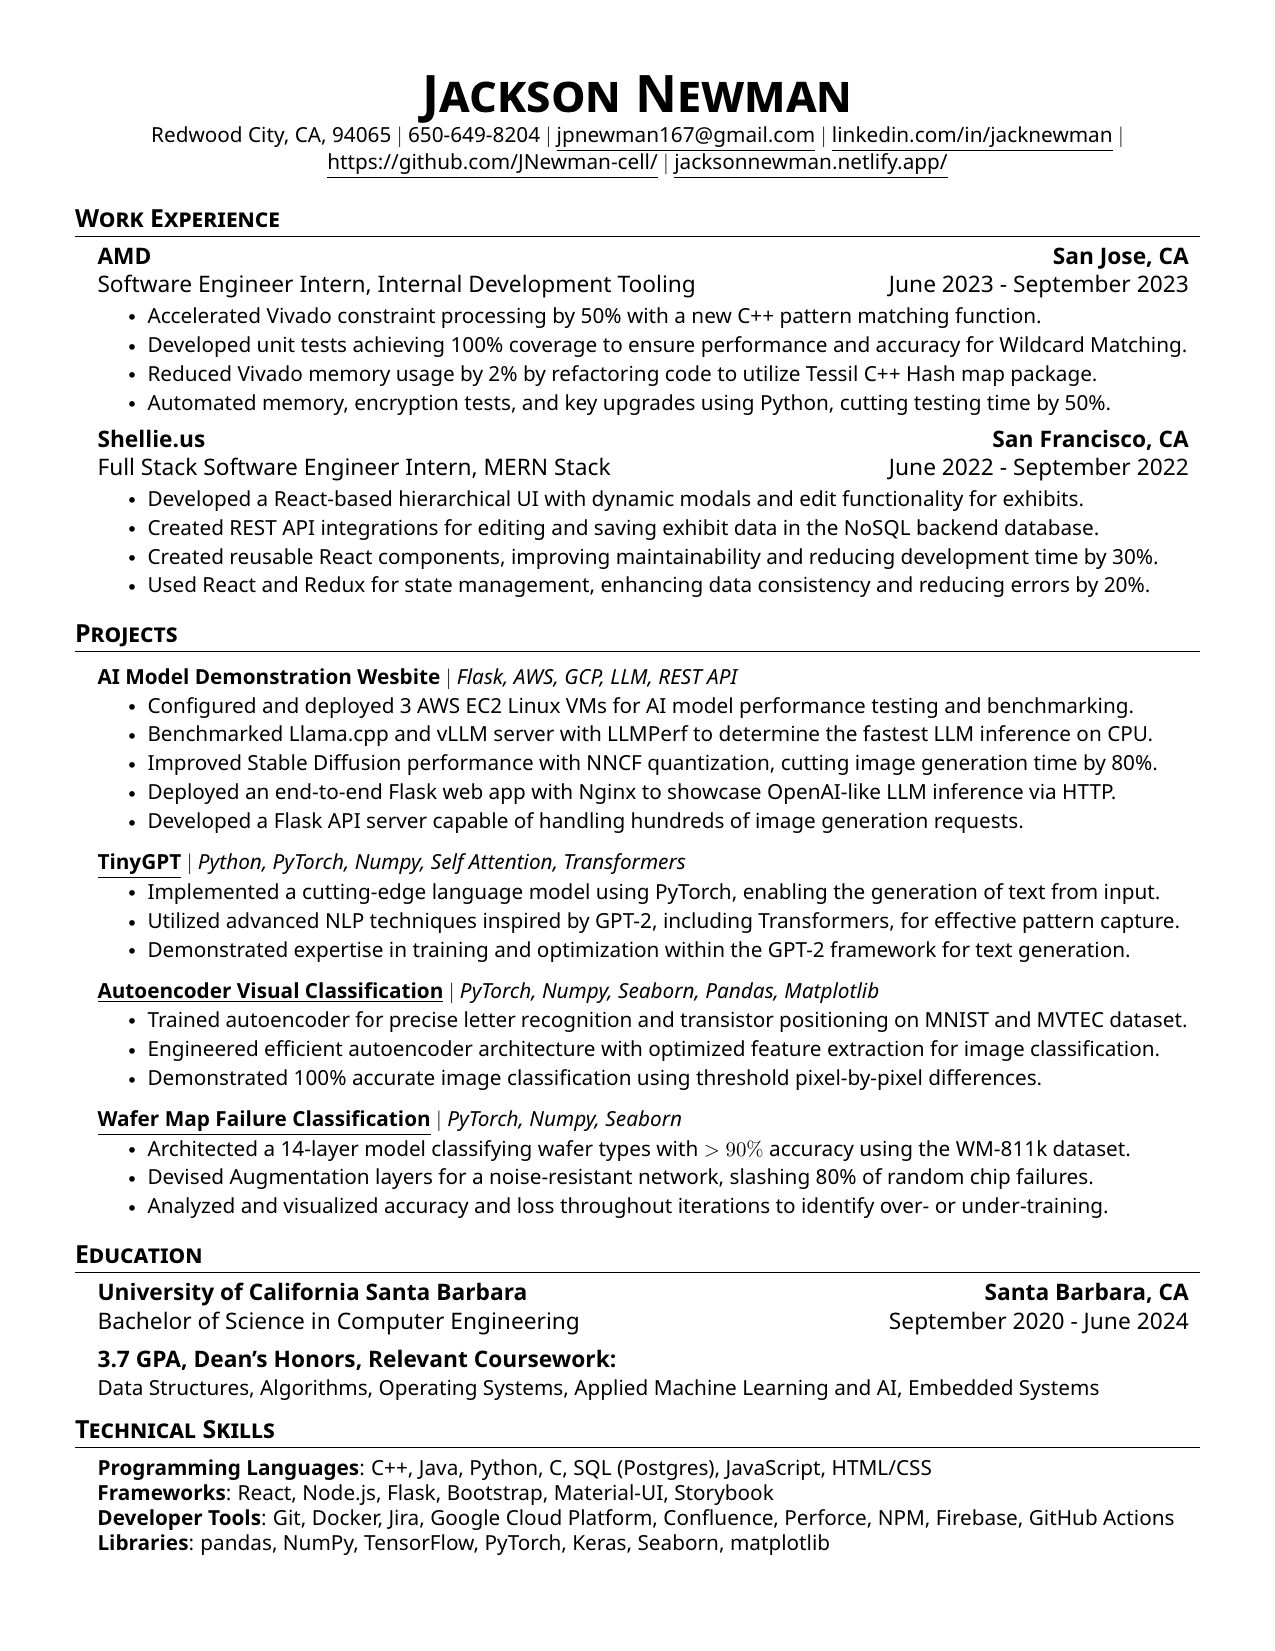 Jackson Newman
Redwood City, CA, 94065 | 650-649-8204 | jpnewman167@gmail.com | linkedin.com/in/jacknewman |
https://github.com/JNewman-cell/ | jacksonnewman.netlify.app/
Work Experience
AMD San Jose, CA
Software Engineer Intern, Internal Development Tooling June 2023 - September 2023
• Accelerated Vivado constraint processing by 50% with a new C++ pattern matching function.
• Developed unit tests achieving 100% coverage to ensure performance and accuracy for Wildcard Matching.
• Reduced Vivado memory usage by 2% by refactoring code to utilize Tessil C++ Hash map package.
• Automated memory, encryption tests, and key upgrades using Python, cutting testing time by 50%.
Shellie.us San Francisco, CA
Full Stack Software Engineer Intern, MERN Stack June 2022 - September 2022
• Developed a React-based hierarchical UI with dynamic modals and edit functionality for exhibits.
• Created REST API integrations for editing and saving exhibit data in the NoSQL backend database.
• Created reusable React components, improving maintainability and reducing development time by 30%.
• Used React and Redux for state management, enhancing data consistency and reducing errors by 20%.
Projects
AI Model Demonstration Wesbite | Flask, AWS, GCP, LLM, REST API
• Configured and deployed 3 AWS EC2 Linux VMs for AI model performance testing and benchmarking.
• Benchmarked Llama.cpp and vLLM server with LLMPerf to determine the fastest LLM inference on CPU.
• Improved Stable Diffusion performance with NNCF quantization, cutting image generation time by 80%.
• Deployed an end-to-end Flask web app with Nginx to showcase OpenAI-like LLM inference via HTTP.
• Developed a Flask API server capable of handling hundreds of image generation requests.
TinyGPT | Python, PyTorch, Numpy, Self Attention, Transformers
• Implemented a cutting-edge language model using PyTorch, enabling the generation of text from input.
• Utilized advanced NLP techniques inspired by GPT-2, including Transformers, for effective pattern capture.
• Demonstrated expertise in training and optimization within the GPT-2 framework for text generation.
Autoencoder Visual Classification | PyTorch, Numpy, Seaborn, Pandas, Matplotlib
• Trained autoencoder for precise letter recognition and transistor positioning on MNIST and MVTEC dataset.
• Engineered efficient autoencoder architecture with optimized feature extraction for image classification.
• Demonstrated 100% accurate image classification using threshold pixel-by-pixel differences.
Wafer Map Failure Classification | PyTorch, Numpy, Seaborn
• Architected a 14-layer model classifying wafer types with > 90% accuracy using the WM-811k dataset.
• Devised Augmentation layers for a noise-resistant network, slashing 80% of random chip failures.
• Analyzed and visualized accuracy and loss throughout iterations to identify over- or under-training.
Education
University of California Santa Barbara Santa Barbara, CA
Bachelor of Science in Computer Engineering September 2020 - June 2024
3.7 GPA, Dean’s Honors, Relevant Coursework:
Data Structures, Algorithms, Operating Systems, Applied Machine Learning and AI, Embedded Systems
Technical Skills
Programming Languages: C++, Java, Python, C, SQL (Postgres), JavaScript, HTML/CSS
Frameworks: React, Node.js, Flask, Bootstrap, Material-UI, Storybook
Developer Tools: Git, Docker, Jira, Google Cloud Platform, Confluence, Perforce, NPM, Firebase, GitHub Actions
Libraries: pandas, NumPy, TensorFlow, PyTorch, Keras, Seaborn, matplotlib